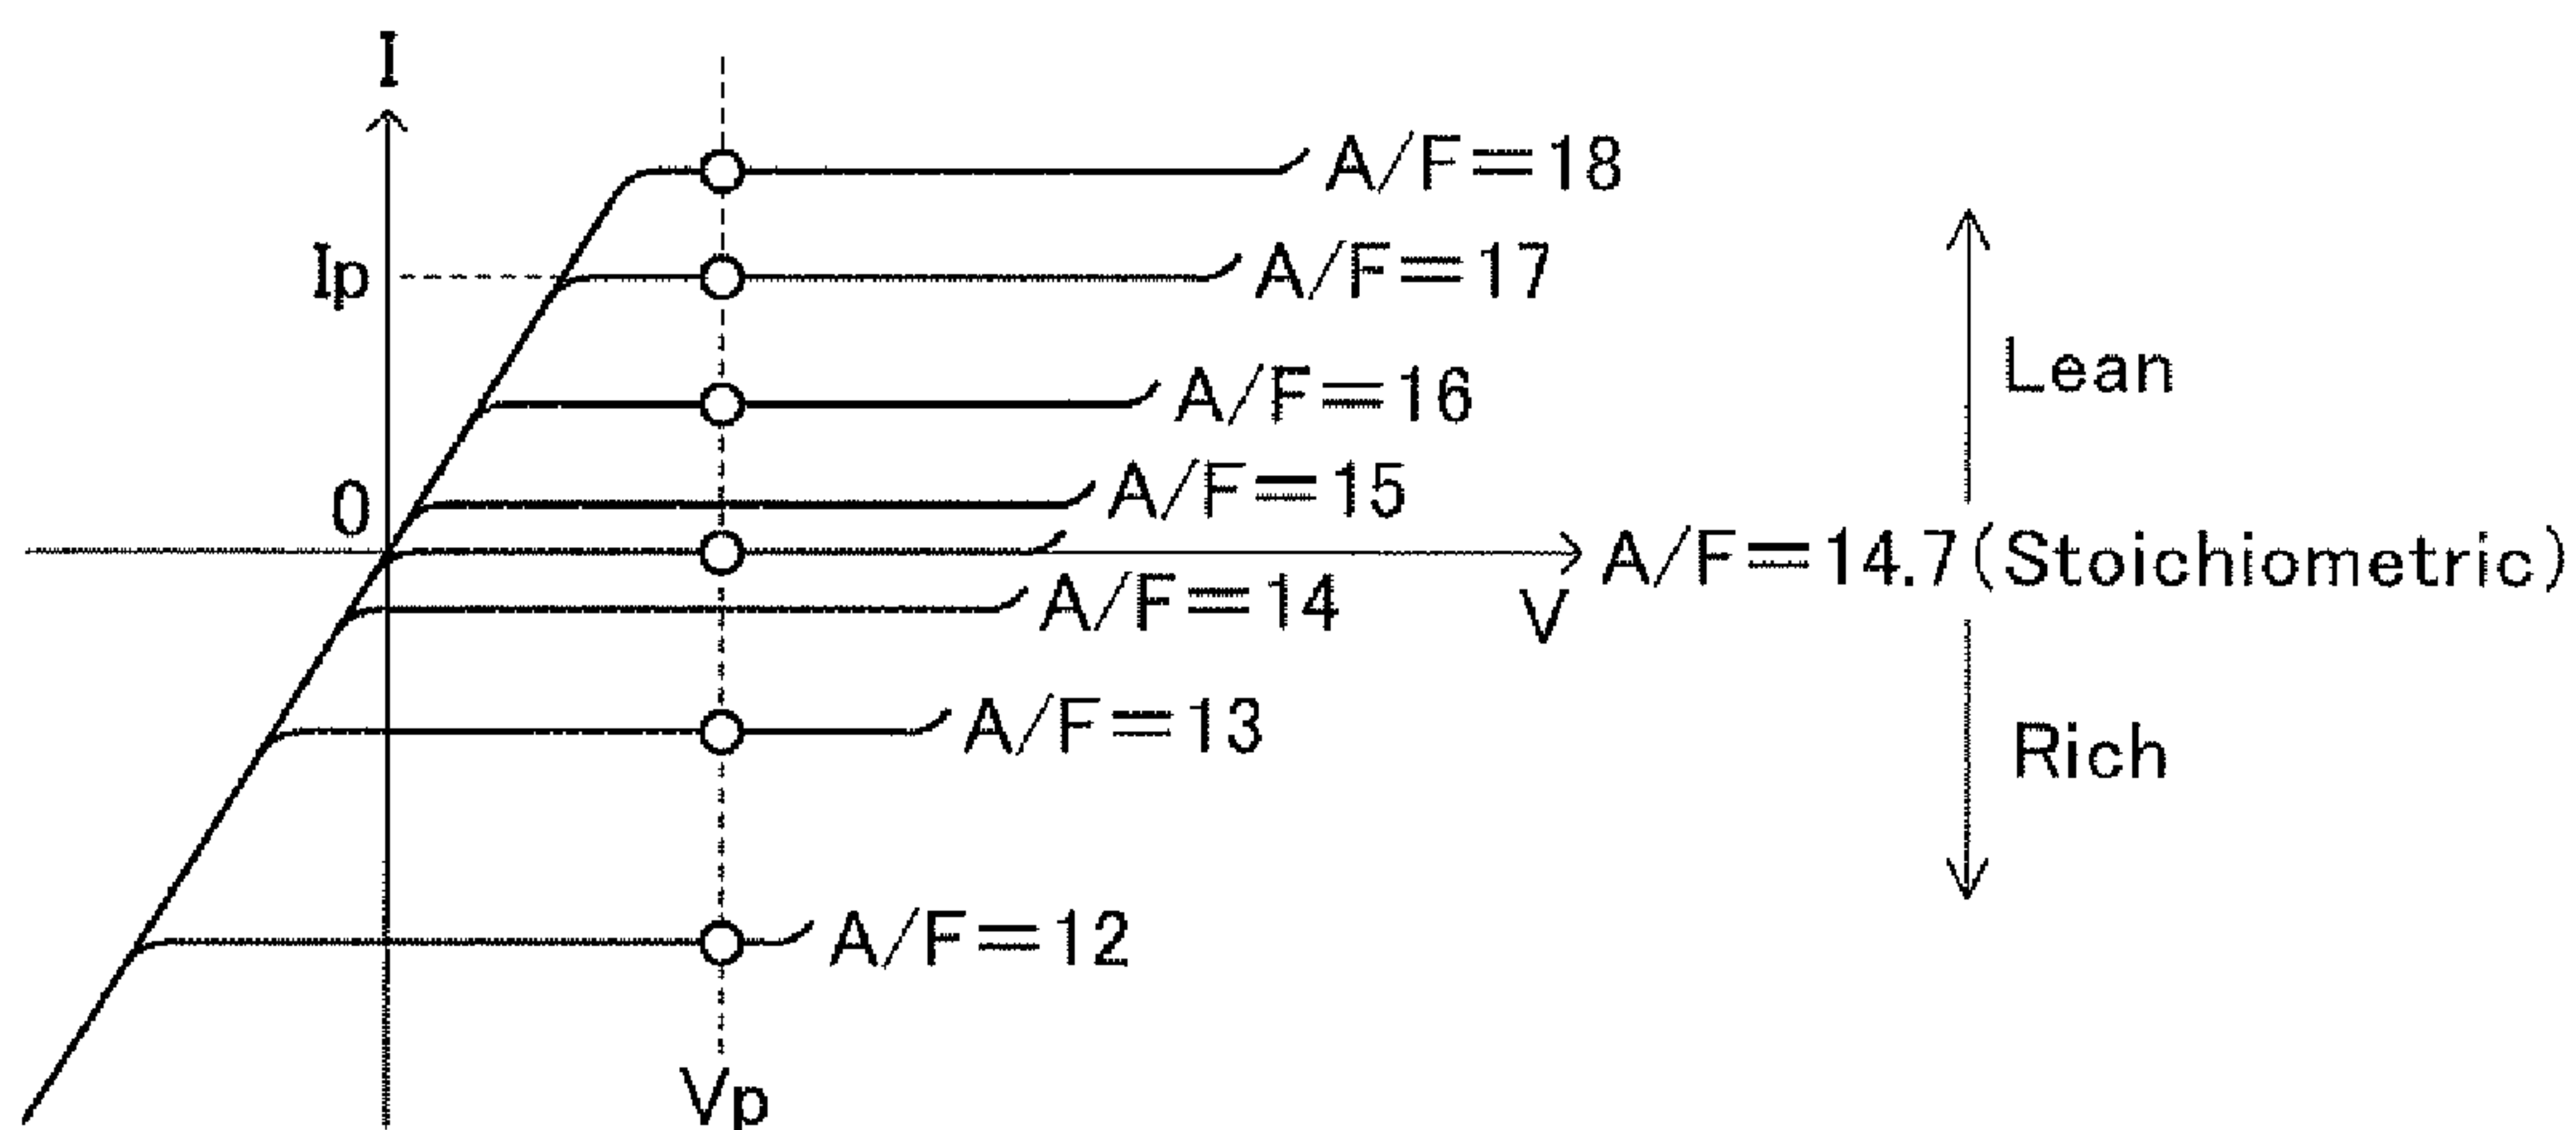 I
A/F=18
Ip
A/F=17
Lean
A/F=16
0
A/F=15
A/F=14.7(Stoichiometric)
A/F=14
V
A/F=13
Rich
A/F=12
Vp